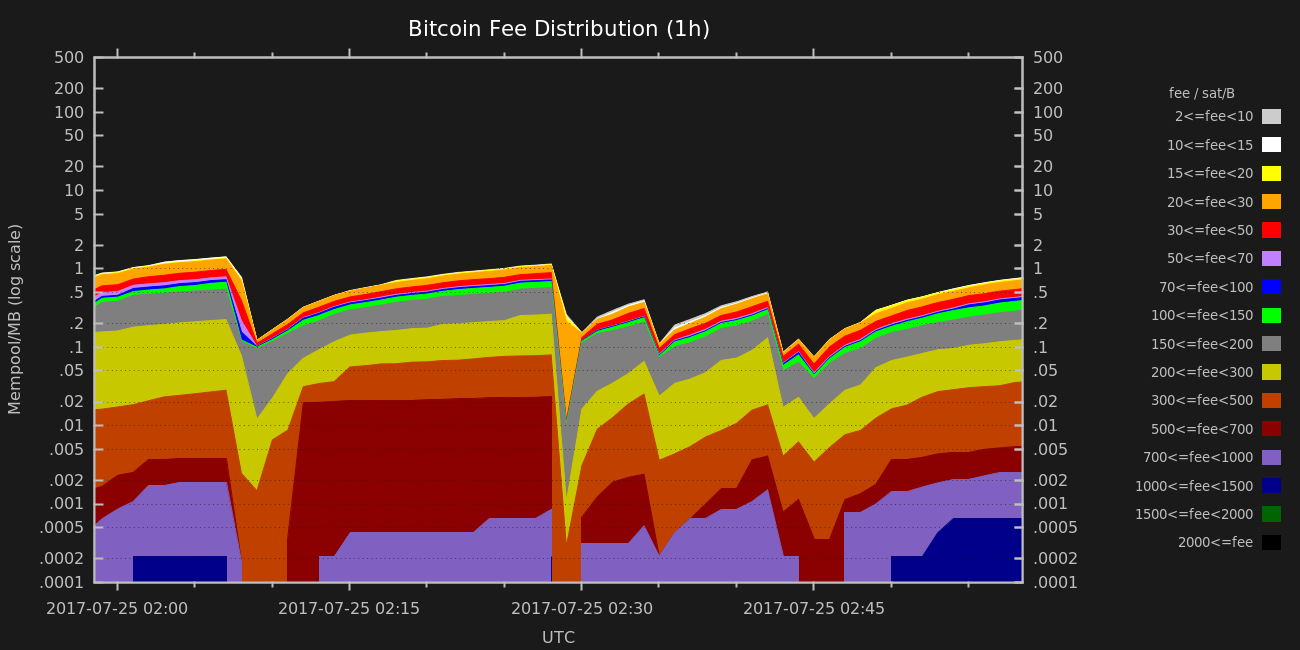 Bitcoin Fee Distribution (1h)
Mempool/MB (log scale)
500
200
100
50
20
10
5
2
1
.5
.2
.1
.05
.02
.01
.005
.002
.001
.0005
.0002
.0001
500
200
100
50
20
10
5
2
1
.5
.2
.1
.05
.02
.01
.005
.002
.001
.0005
.0002
.0001
2017-07-25 02:00
2017-07-25 02:15
2017-07-25 02:30
2017-07-25 02:45
UTC
fee / sat/B
2<=fee<10
10<=fee<15
15<=fee<20
20<=fee<30
30<=fee<50
50<=fee<70
70<=fee<100
100<=fee<150
150<=fee<200
200<=fee<300
300<=fee<500
500<=fee<700
700<=fee<1000
1000<=fee<1500
1500<=fee<2000
2000<=fee